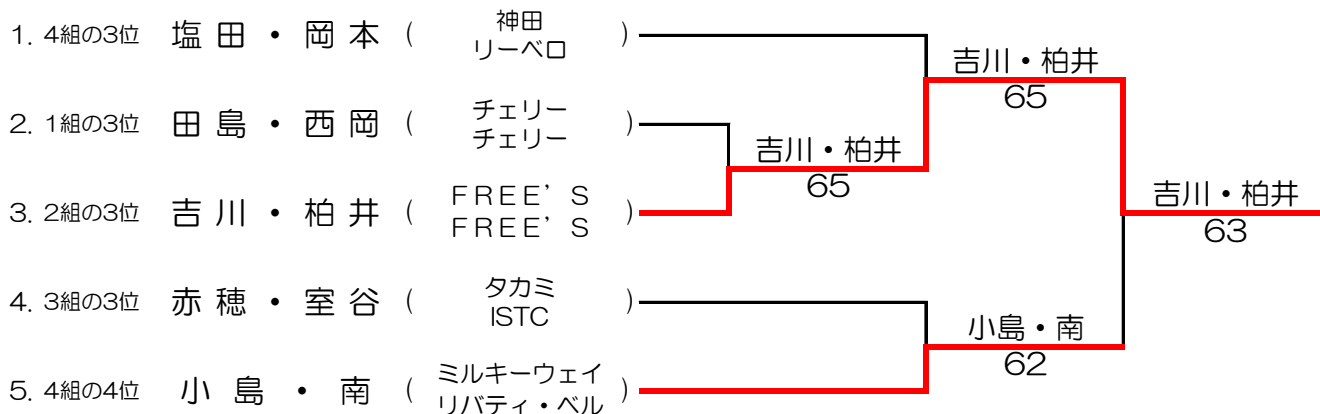 1. 4組の3位 塩田・岡本 ( 神田
リーベロ )
吉川・柏井
65
2. 1組の3位 田島・西岡 ( チェリー
チェリー )
吉川・柏井
65
3. 2組の3位 吉川・柏井 ( FREE'S
FREE'S )
吉川・柏井
63
4. 3組の3位 赤穂・室谷 ( タカミ
ISTC )
小島・南
62
5. 4組の4位 小島・南 ( ミルキーウェイ
リバティ・ベル )